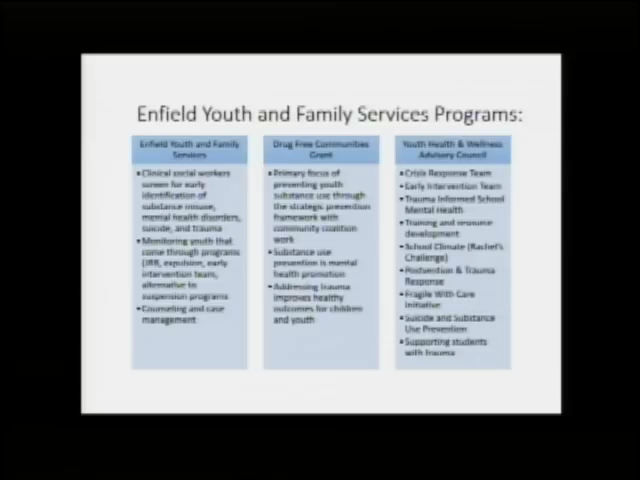 Enfield Youth and Family Services Programs:
Enfield Youth and Family
Services
• Clinical social workers
screen for early
identification of
substance misuse,
mental health disorders,
suicide, and trauma
• Monitoring youth that
come through programs
(JRB, expulsion, early
intervention team,
alternative to
suspension programs
• Counseling and case
management
Drug Free Communities
Grant
• Primary focus of
preventing youth
substance use through
the strategic prevention
framework with
community coalition
work
• Substance use
prevention is mental
health promotion
• Addressing trauma
improves healthy
outcomes for children
and youth
Youth Health & Wellness
Advisory Council
• Crisis Response Team
• Early Intervention Team
• Trauma Informed School
Mental Health
• Training and resource
development
• School Climate (Rachel's
Challenge)
• Postvention & Trauma
Response
• Fragile With Care
Initiative
• Suicide and Substance
Use Prevention
• Supporting students
with trauma